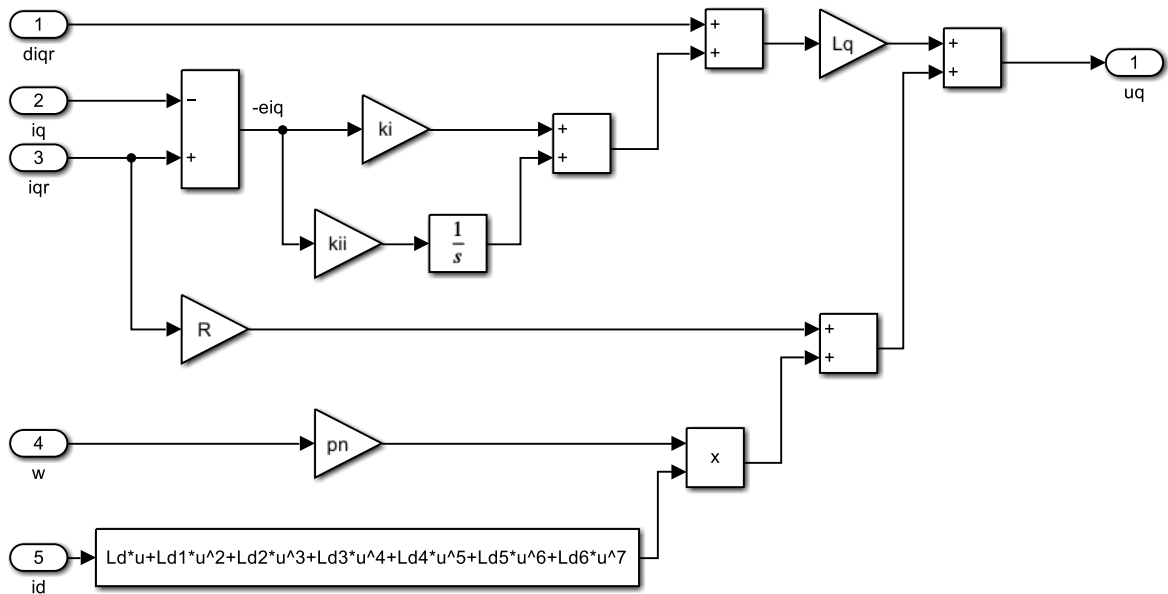 1
diqr
+
+
Lq
+
+
1
uq
2
iq
−
-eiq
ki
+
+
3
iqr
+
kii
1
s
R
+
+
4
w
pn
x
5
id
Ld*u+Ld1*u^2+Ld2*u^3+Ld3*u^4+Ld4*u^5+Ld5*u^6+Ld6*u^7